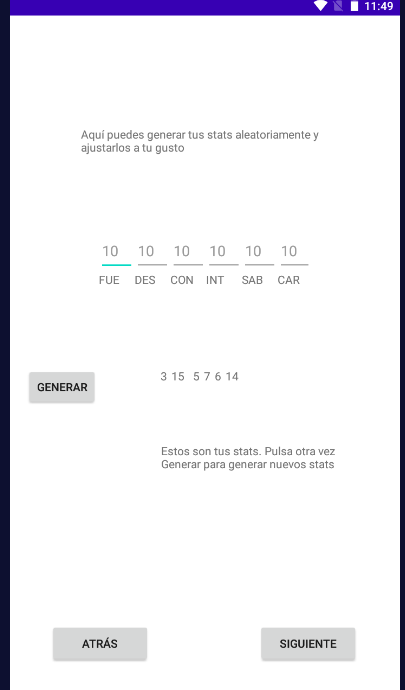 11:49
Aquí puedes generar tus stats aleatoriamente y
ajustarlos a tu gusto
10 10 10 10 10 10
FUE DES CON INT SAB CAR
GENERAR 3 15 5 7 6 14
Estos son tus stats. Pulsa otra vez
Generar para generar nuevos stats
ATRÁS SIGUIENTE